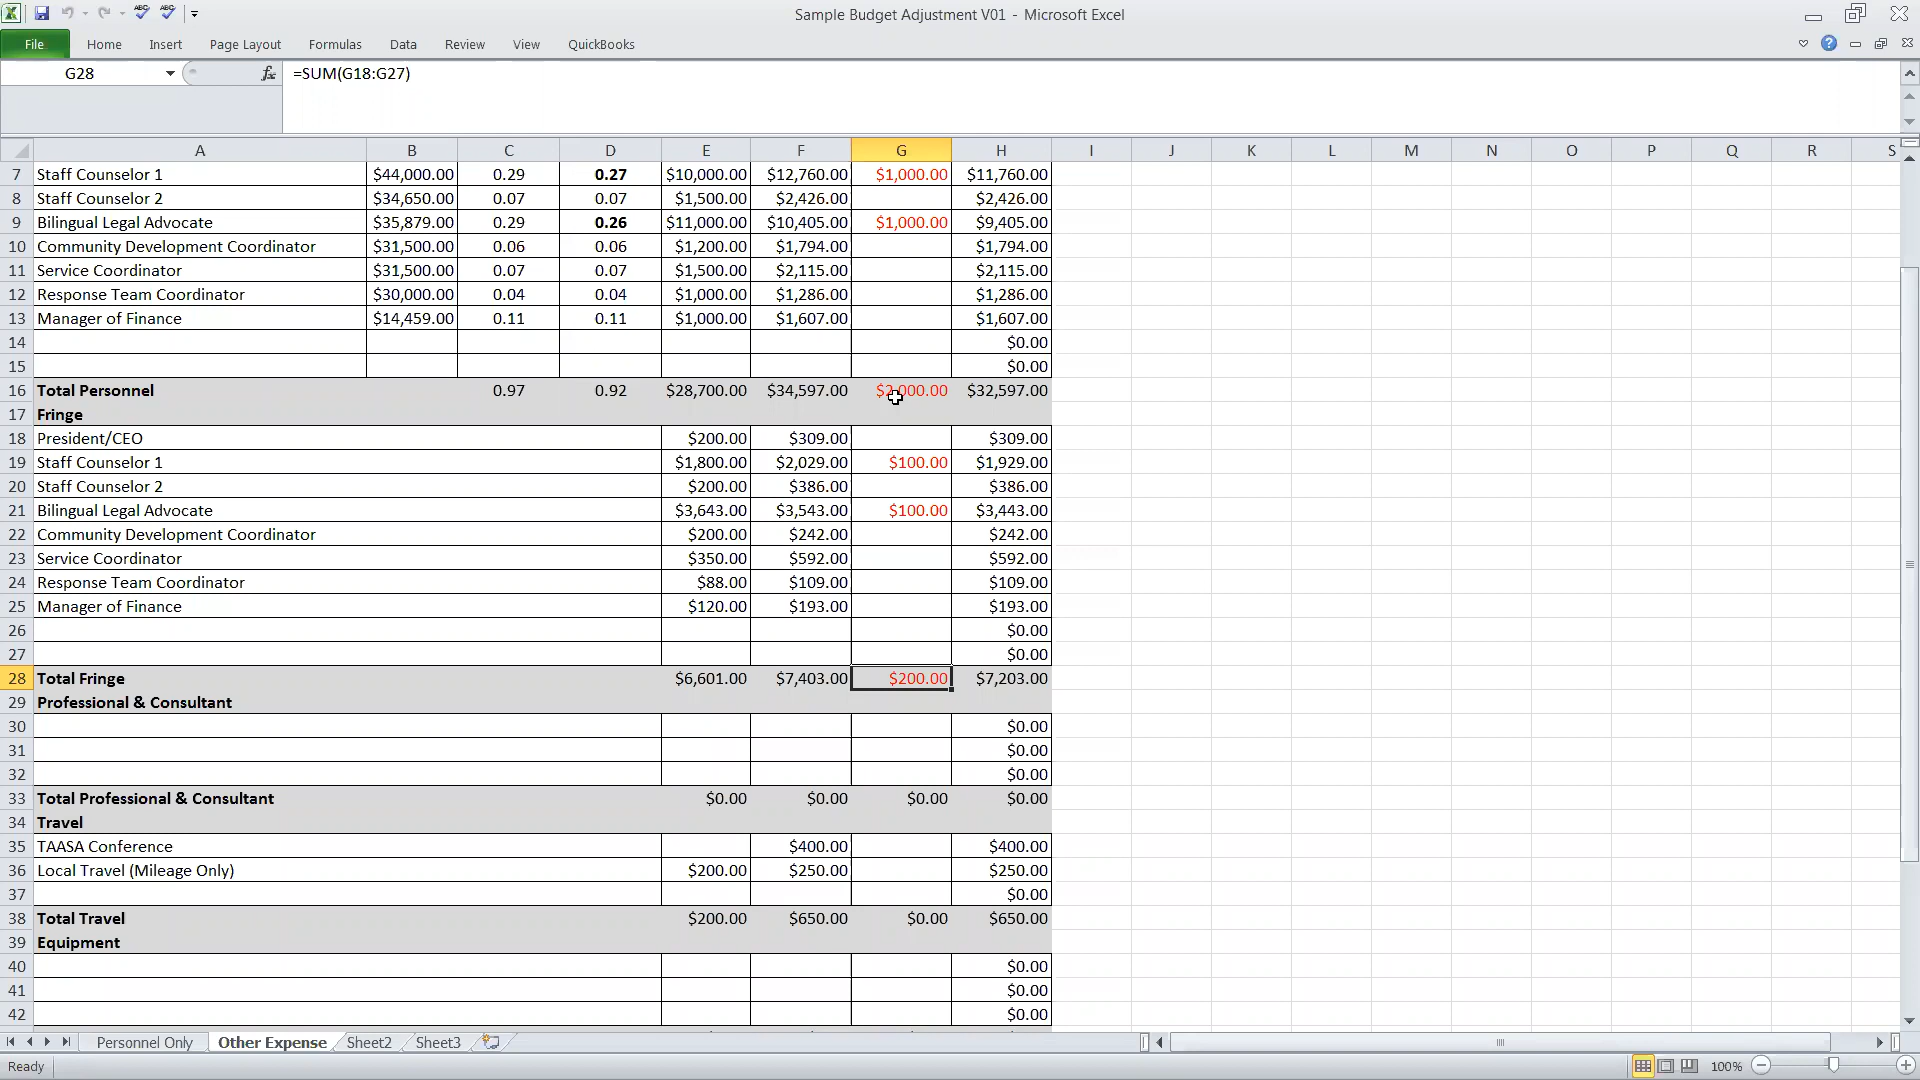 Sample Budget Adjustment V01 - Microsoft Excel
File Home Insert Page Layout Formulas Data Review View QuickBooks
G28 fx =SUM(G18:G27)
A B C D E F G H I J K L M N O P Q R S
7 Staff Counselor 1 $44,000.00 0.29 0.27 $10,000.00 $12,760.00 $1,000.00 $11,760.00
8 Staff Counselor 2 $34,650.00 0.07 0.07 $1,500.00 $2,426.00 $2,426.00
9 Bilingual Legal Advocate $35,879.00 0.29 0.26 $11,000.00 $10,405.00 $1,000.00 $9,405.00
10 Community Development Coordinator $31,500.00 0.06 0.06 $1,200.00 $1,794.00 $1,794.00
11 Service Coordinator $31,500.00 0.07 0.07 $1,500.00 $2,115.00 $2,115.00
12 Response Team Coordinator $30,000.00 0.04 0.04 $1,000.00 $1,286.00 $1,286.00
13 Manager of Finance $14,459.00 0.11 0.11 $1,000.00 $1,607.00 $1,607.00
14 $0.00
15 $0.00
16 Total Personnel 0.97 0.92 $28,700.00 $34,597.00 $2,000.00 $32,597.00
17 Fringe
18 President/CEO $200.00 $309.00 $309.00
19 Staff Counselor 1 $1,800.00 $2,029.00 $100.00 $1,929.00
20 Staff Counselor 2 $200.00 $386.00 $386.00
21 Bilingual Legal Advocate $3,643.00 $3,543.00 $100.00 $3,443.00
22 Community Development Coordinator $200.00 $242.00 $242.00
23 Service Coordinator $350.00 $592.00 $592.00
24 Response Team Coordinator $88.00 $109.00 $109.00
25 Manager of Finance $120.00 $193.00 $193.00
26 $0.00
27 $0.00
28 Total Fringe $6,601.00 $7,403.00 $200.00 $7,203.00
29 Professional & Consultant
30 $0.00
31 $0.00
32 $0.00
33 Total Professional & Consultant $0.00 $0.00 $0.00 $0.00
34 Travel
35 TAASA Conference $400.00 $400.00
36 Local Travel (Mileage Only) $200.00 $250.00 $250.00
37 $0.00
38 Total Travel $200.00 $650.00 $0.00 $650.00
39 Equipment
40 $0.00
41 $0.00
42 $0.00
Personnel Only Other Expense Sheet2 Sheet3
Ready 100%